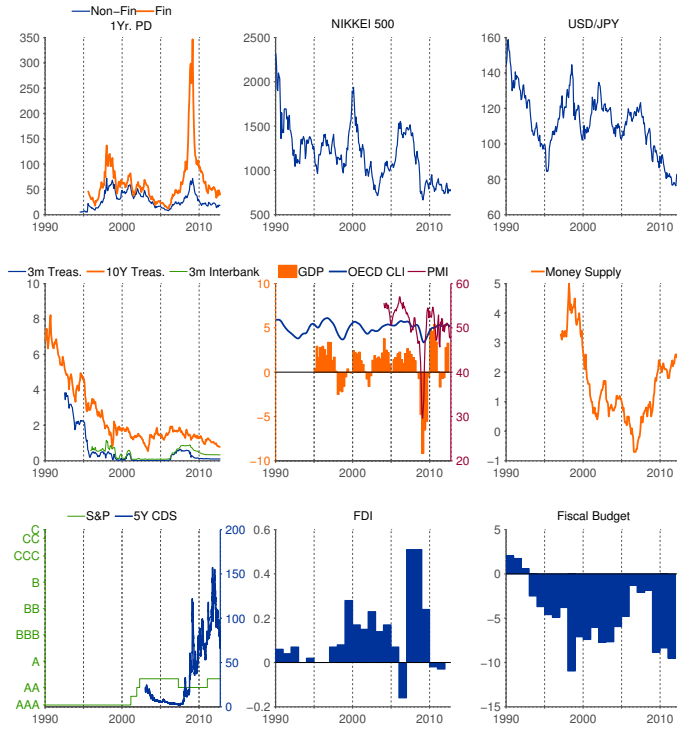 Non−Fin Fin
1Yr. PD
350
300
250
200
150
100
50
0
1990 2000 2010
NIKKEI 500
2500
2000
1500
1000
500
1990 2000 2010
USD/JPY
160
140
120
100
80
60
1990 2000 2010
3m Treas. 10Y Treas. 3m Interbank
10
8
6
4
2
0
1990 2000 2010
GDP OECD CLI PMI
10
5
0
−5
−10
60
50
40
30
20
1990 2000 2010
Money Supply
5
4
3
2
1
0
−1
1990 2000 2010
S&P 5Y CDS
C
CC
CCC
B
BB
BBB
A
AA
AAA
200
150
100
50
0
1990 2000 2010
FDI
0.6
0.4
0.2
0
−0.2
1990 2000 2010
Fiscal Budget
5
0
−5
−10
−15
1990 2000 2010